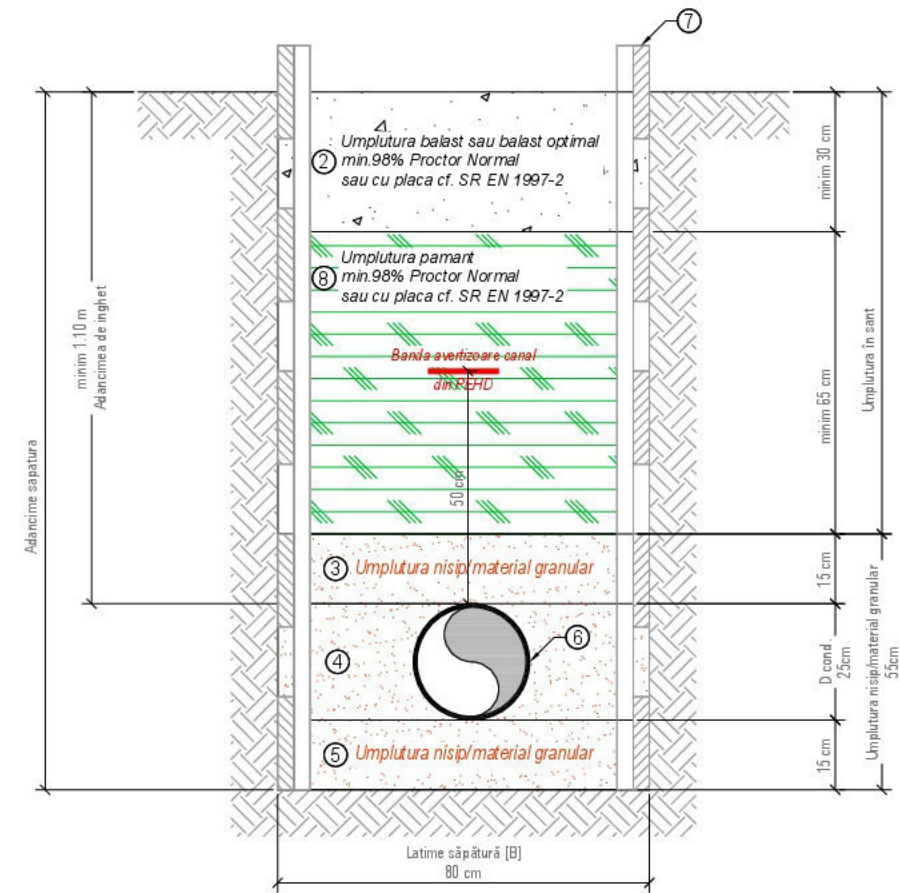 7
2
Umplutura balast sau balast optimal
min.98% Proctor Normal
sau cu placa cf. SR EN 1997-2
minim 30 cm
8
Umplutura pamant
min.98% Proctor Normal
sau cu placa cf. SR EN 1997-2
Banda avertizoare canal
din PEHD
50 cm
minim 65 cm
Umplutura în sant
minim 1.10 m
Adancimea de inghet
Adancime sapatura
3
Umplutura nisip/material granular
15 cm
4
6
D cond.
25cm
Umplutura nisip/material granular
55cm
5
Umplutura nisip/material granular
15 cm
Latime săpătură [B]
80 cm